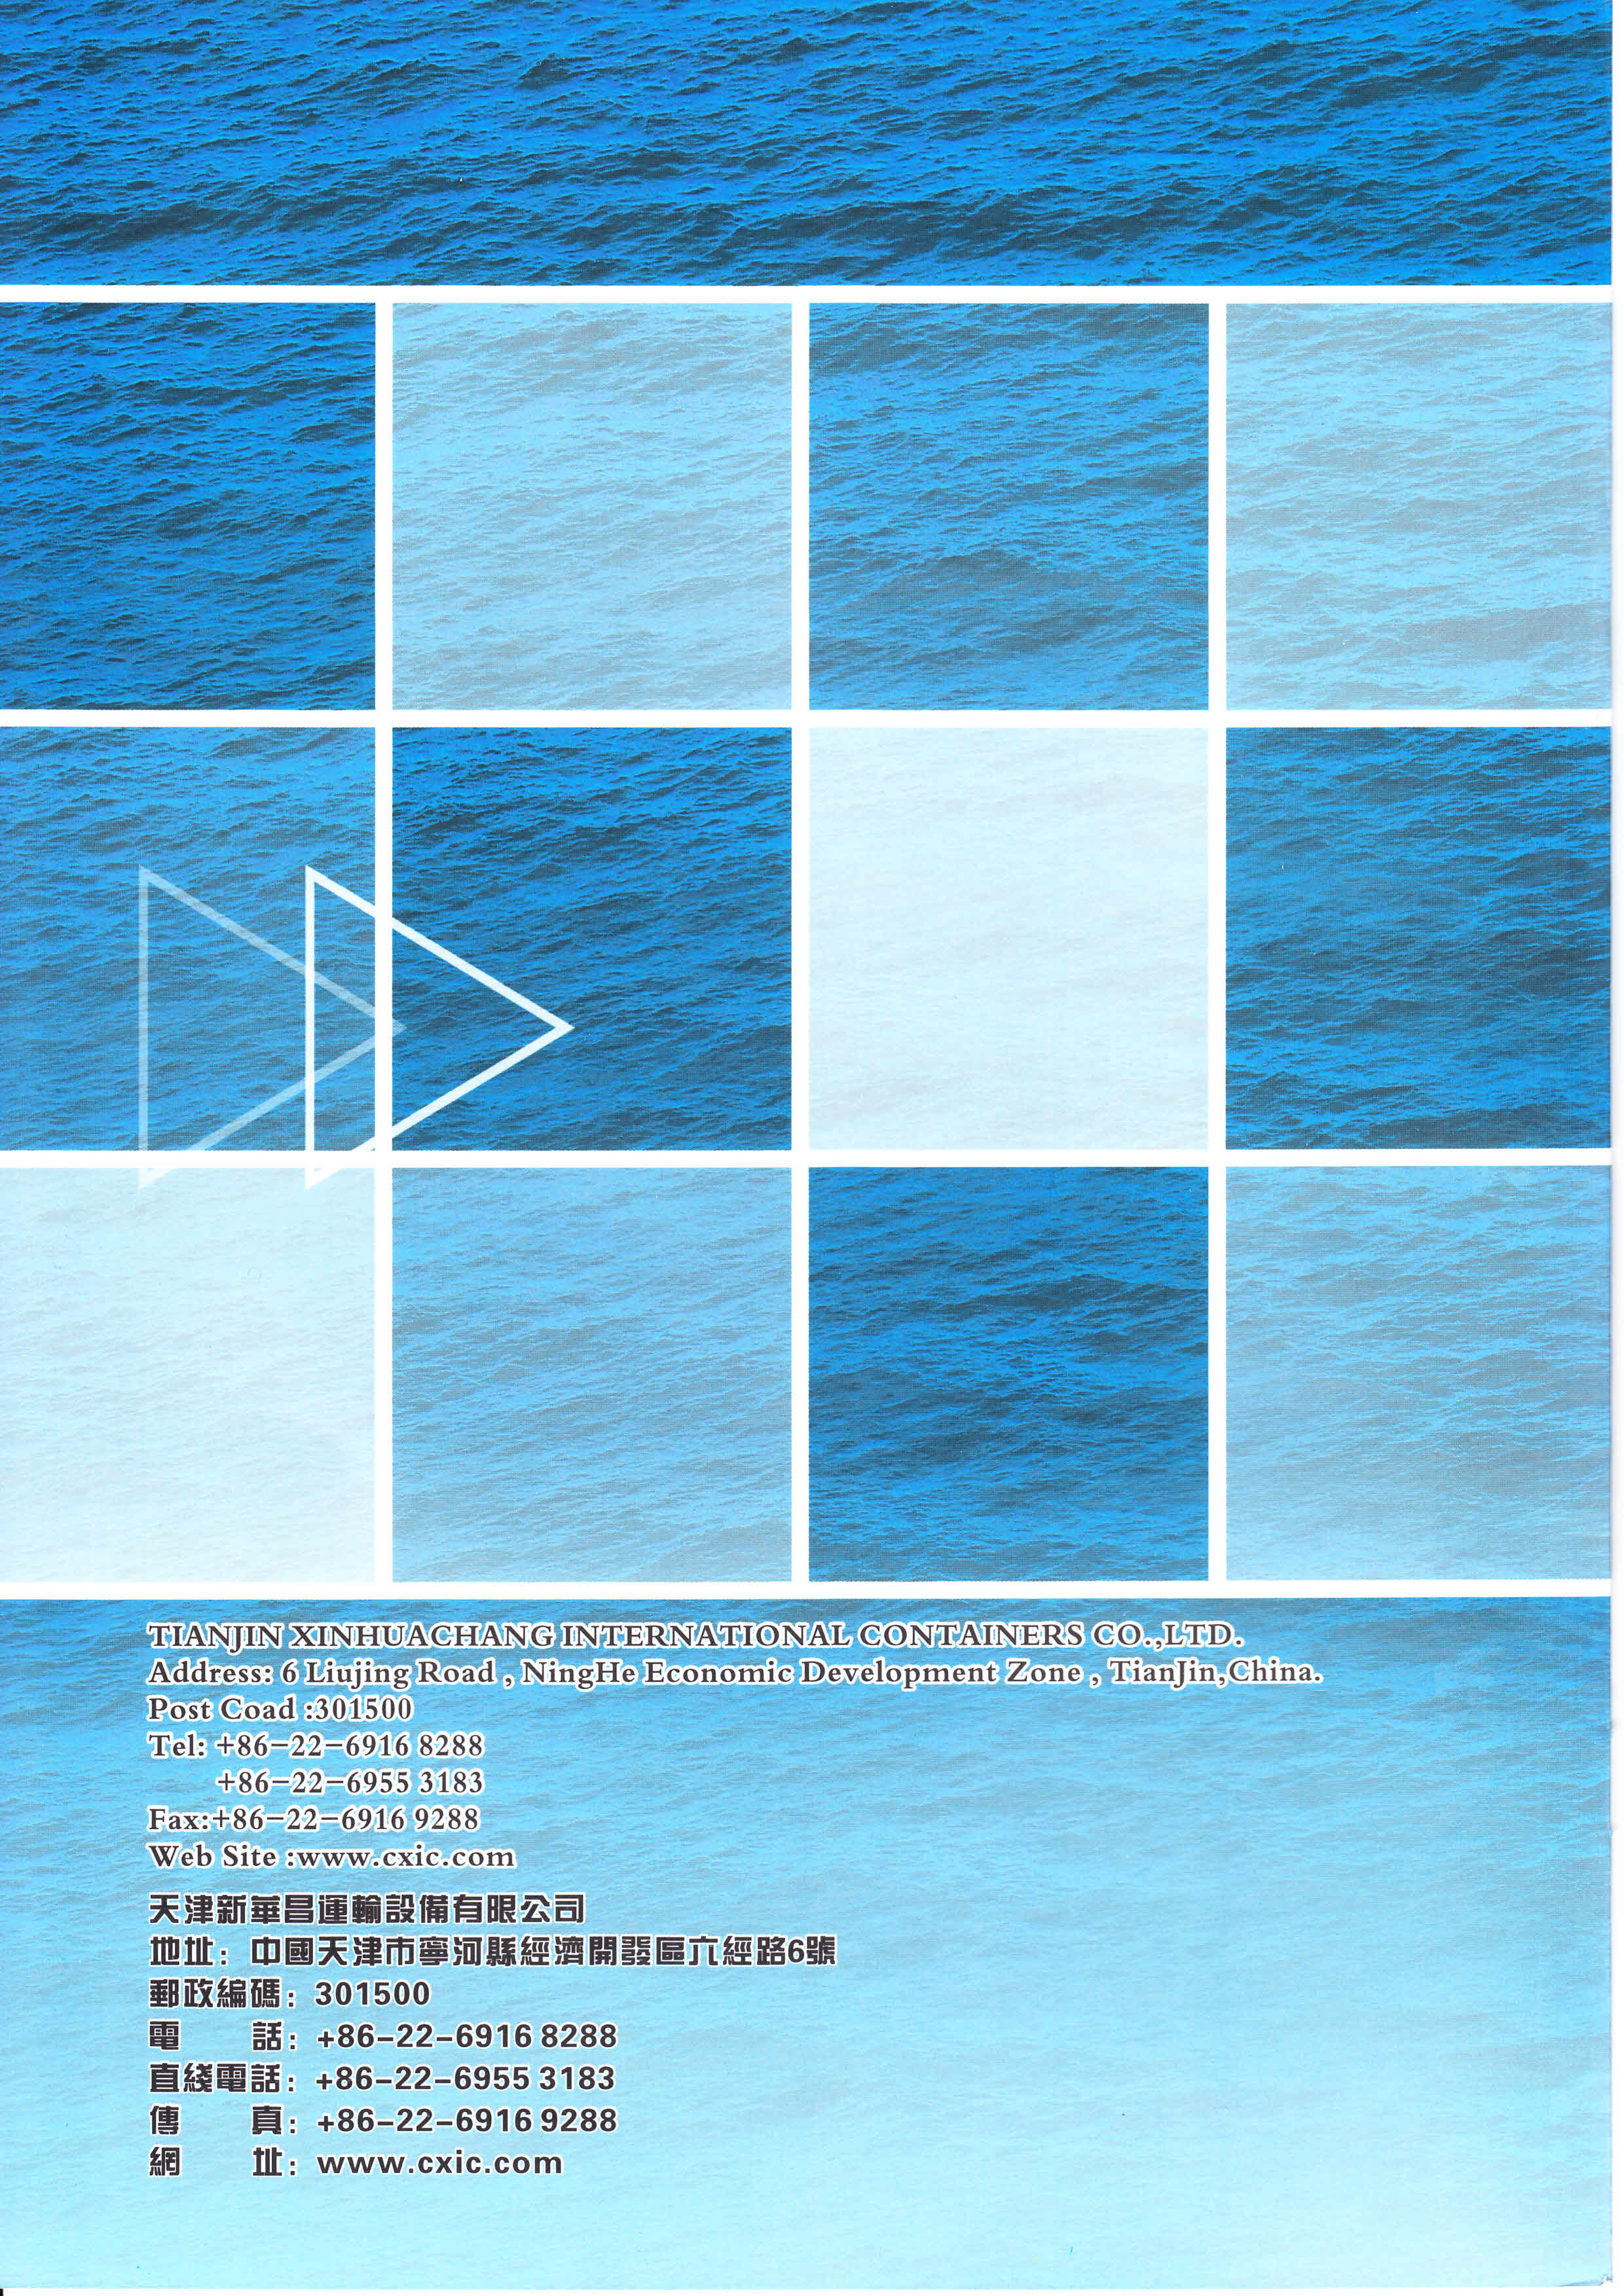 TIANJIN XINHUACHANG INTERNATIONAL CONTAINERS CO.,LTD.
Address: 6 Liujing Road , NingHe Economic Development Zone , TianJin,China.
Post Coad :301500
Tel: +86-22-6916 8288
+86-22-6955 3183
Fax:+86-22-6916 9288
Web Site :www.cxic.com
天津新華昌運輸設備有限公司
地址：中國天津市寧河縣經濟開發區六經路6號
郵政編碼：301500
電 話：+86-22-6916 8288
直綫電話：+86-22-6955 3183
傳 真：+86-22-6916 9288
網 址：www.cxic.com